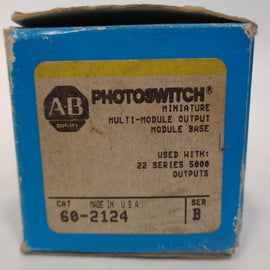 AB
QUALITY
PHOTOSWITCH®
MINIATURE
MULTI-MODULE OUTPUT
MODULE BASE
USED WITH:
22 SERIES 5000
OUTPUTS
CAT MADE IN U S A SER
60-2124 B